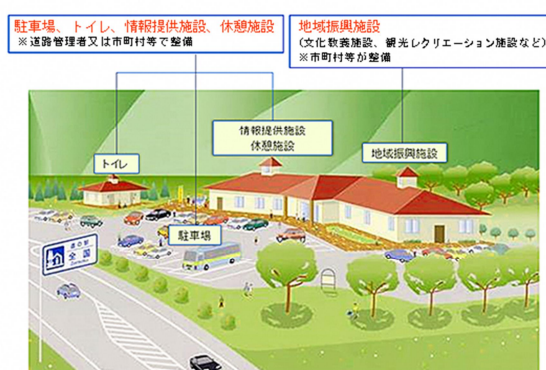 駐車場、トイレ、情報提供施設、休憩施設
※道路管理者又は市町村等で整備
地域振興施設
(文化教養施設、観光レクリエーション施設など)
※市町村等が整備
情報提供施設
休憩施設
トイレ
地域振興施設
駐車場
道の駅
全国